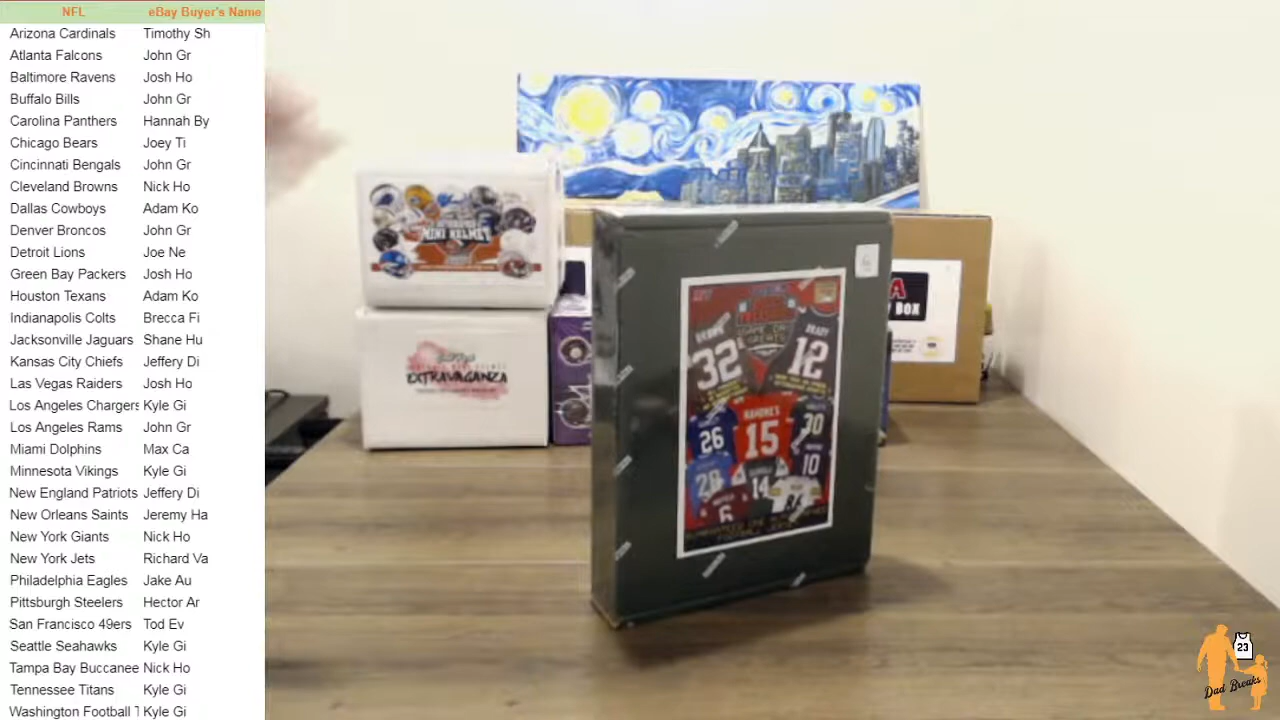 NFL eBay Buyer's Name
Arizona Cardinals Timothy Sh
Atlanta Falcons John Gr
Baltimore Ravens Josh Ho
Buffalo Bills John Gr
Carolina Panthers Hannah By
Chicago Bears Joey Ti
Cincinnati Bengals John Gr
Cleveland Browns Nick Ho
Dallas Cowboys Adam Ko
Denver Broncos John Gr
Detroit Lions Joe Ne
Green Bay Packers Josh Ho
Houston Texans Adam Ko
Indianapolis Colts Brecca Fi
Jacksonville Jaguars Shane Hu
Kansas City Chiefs Jeffery Di
Las Vegas Raiders Josh Ho
Los Angeles Chargers Kyle Gi
Los Angeles Rams John Gr
Miami Dolphins Max Ca
Minnesota Vikings Kyle Gi
New England Patriots Jeffery Di
New Orleans Saints Jeremy Ha
New York Giants Nick Ho
New York Jets Richard Va
Philadelphia Eagles Jake Au
Pittsburgh Steelers Hector Ar
San Francisco 49ers Tod Ev
Seattle Seahawks Kyle Gi
Tampa Bay Buccanee Nick Ho
Tennessee Titans Kyle Gi
Washington Football Kyle Gi
MINI HELMET
EXTRAVAGANZA
BOX
32
BRADY
12
MAHOMES
15
26
30
10
28
14
6
23
Dad Breaks